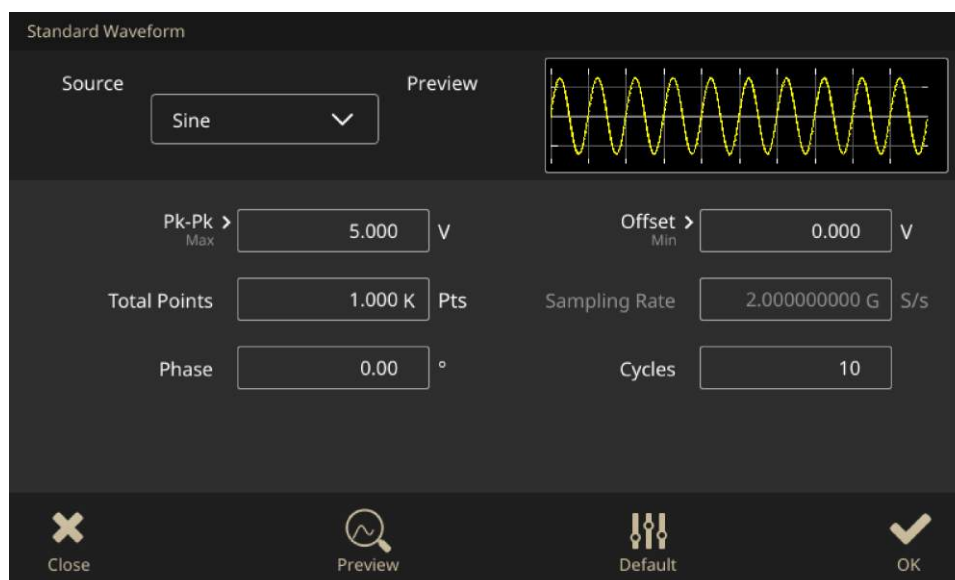 Standard Waveform
Source
Preview
Sine
Pk-Pk >
Max
5.000
V
Offset >
Min
0.000
V
Total Points
1.000 K
Pts
Sampling Rate
2.000000000 G
S/s
Phase
0.00
°
Cycles
10
Close
Preview
Default
OK